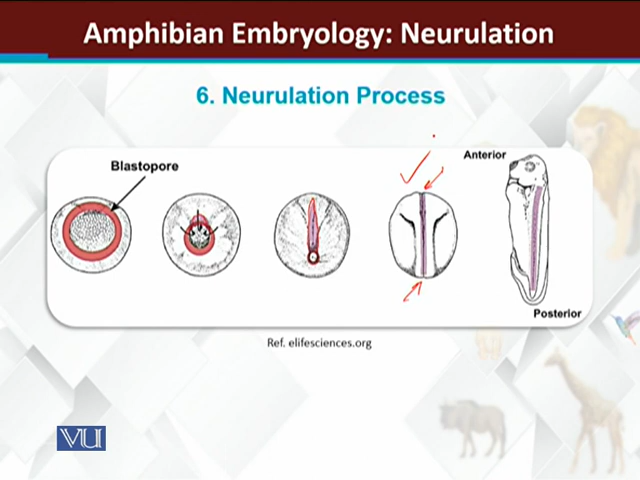 Amphibian Embryology: Neurulation
6. Neurulation Process
Blastopore
Anterior
Posterior
Ref. elifesciences.org
VU